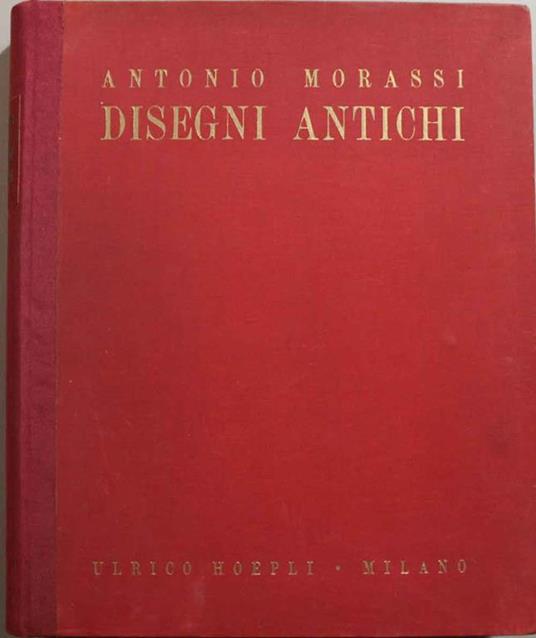 ANTONIO MORASSI
DISEGNI ANTICHI
ULRICO HOEPLI • MILANO